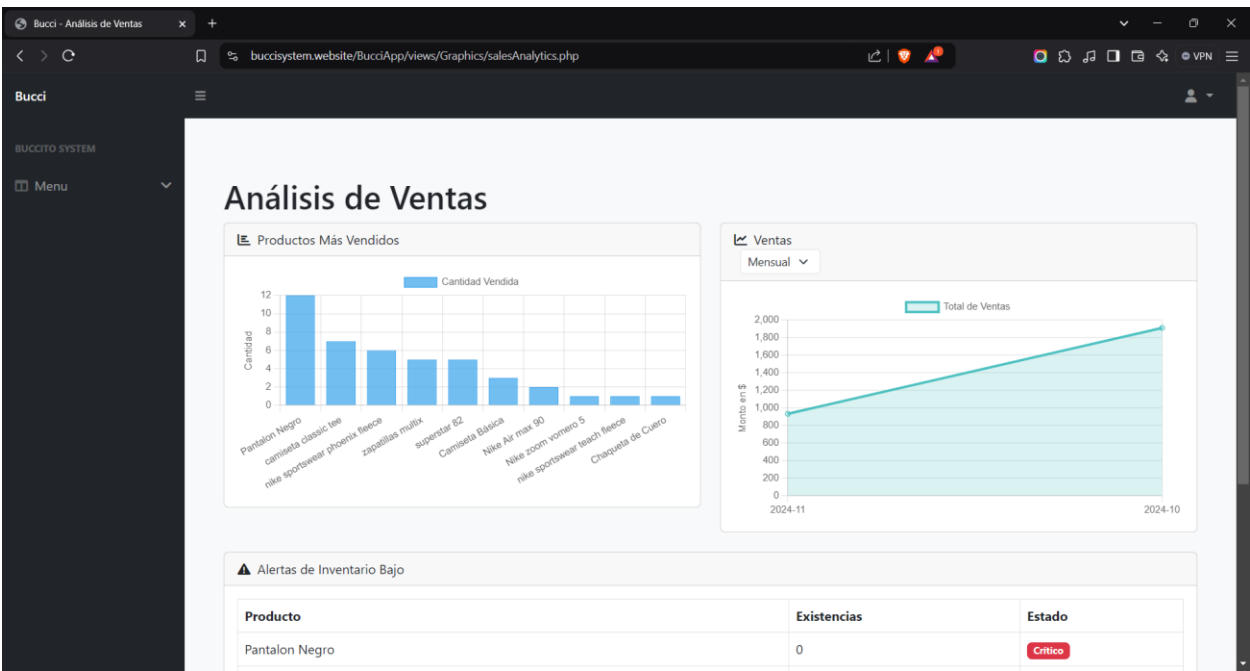 Bucci - Análisis de Ventas
buccisystem.website/BucciApp/views/Graphics/salesAnalytics.php
1
VPN
Bucci
BUCCITO SYSTEM
Menu
Análisis de Ventas
Productos Más Vendidos
Cantidad Vendida
12
10
8
6
4
2
0
Cantidad
Pantalon Negro
camiseta classic tee
nike sportswear phoenix fleece
zapatillas multix
superstar 82
Camiseta Básica
Nike Air max 90
Nike zoom vomero 5
nike sportswear teach fleece
Chaqueta de Cuero
Ventas
Mensual
Total de Ventas
2,000
1,800
1,600
1,400
1,200
1,000
800
600
400
200
0
Monto en $
2024-11
2024-10
Alertas de Inventario Bajo
Producto Existencias Estado
Pantalon Negro 0 Crítico